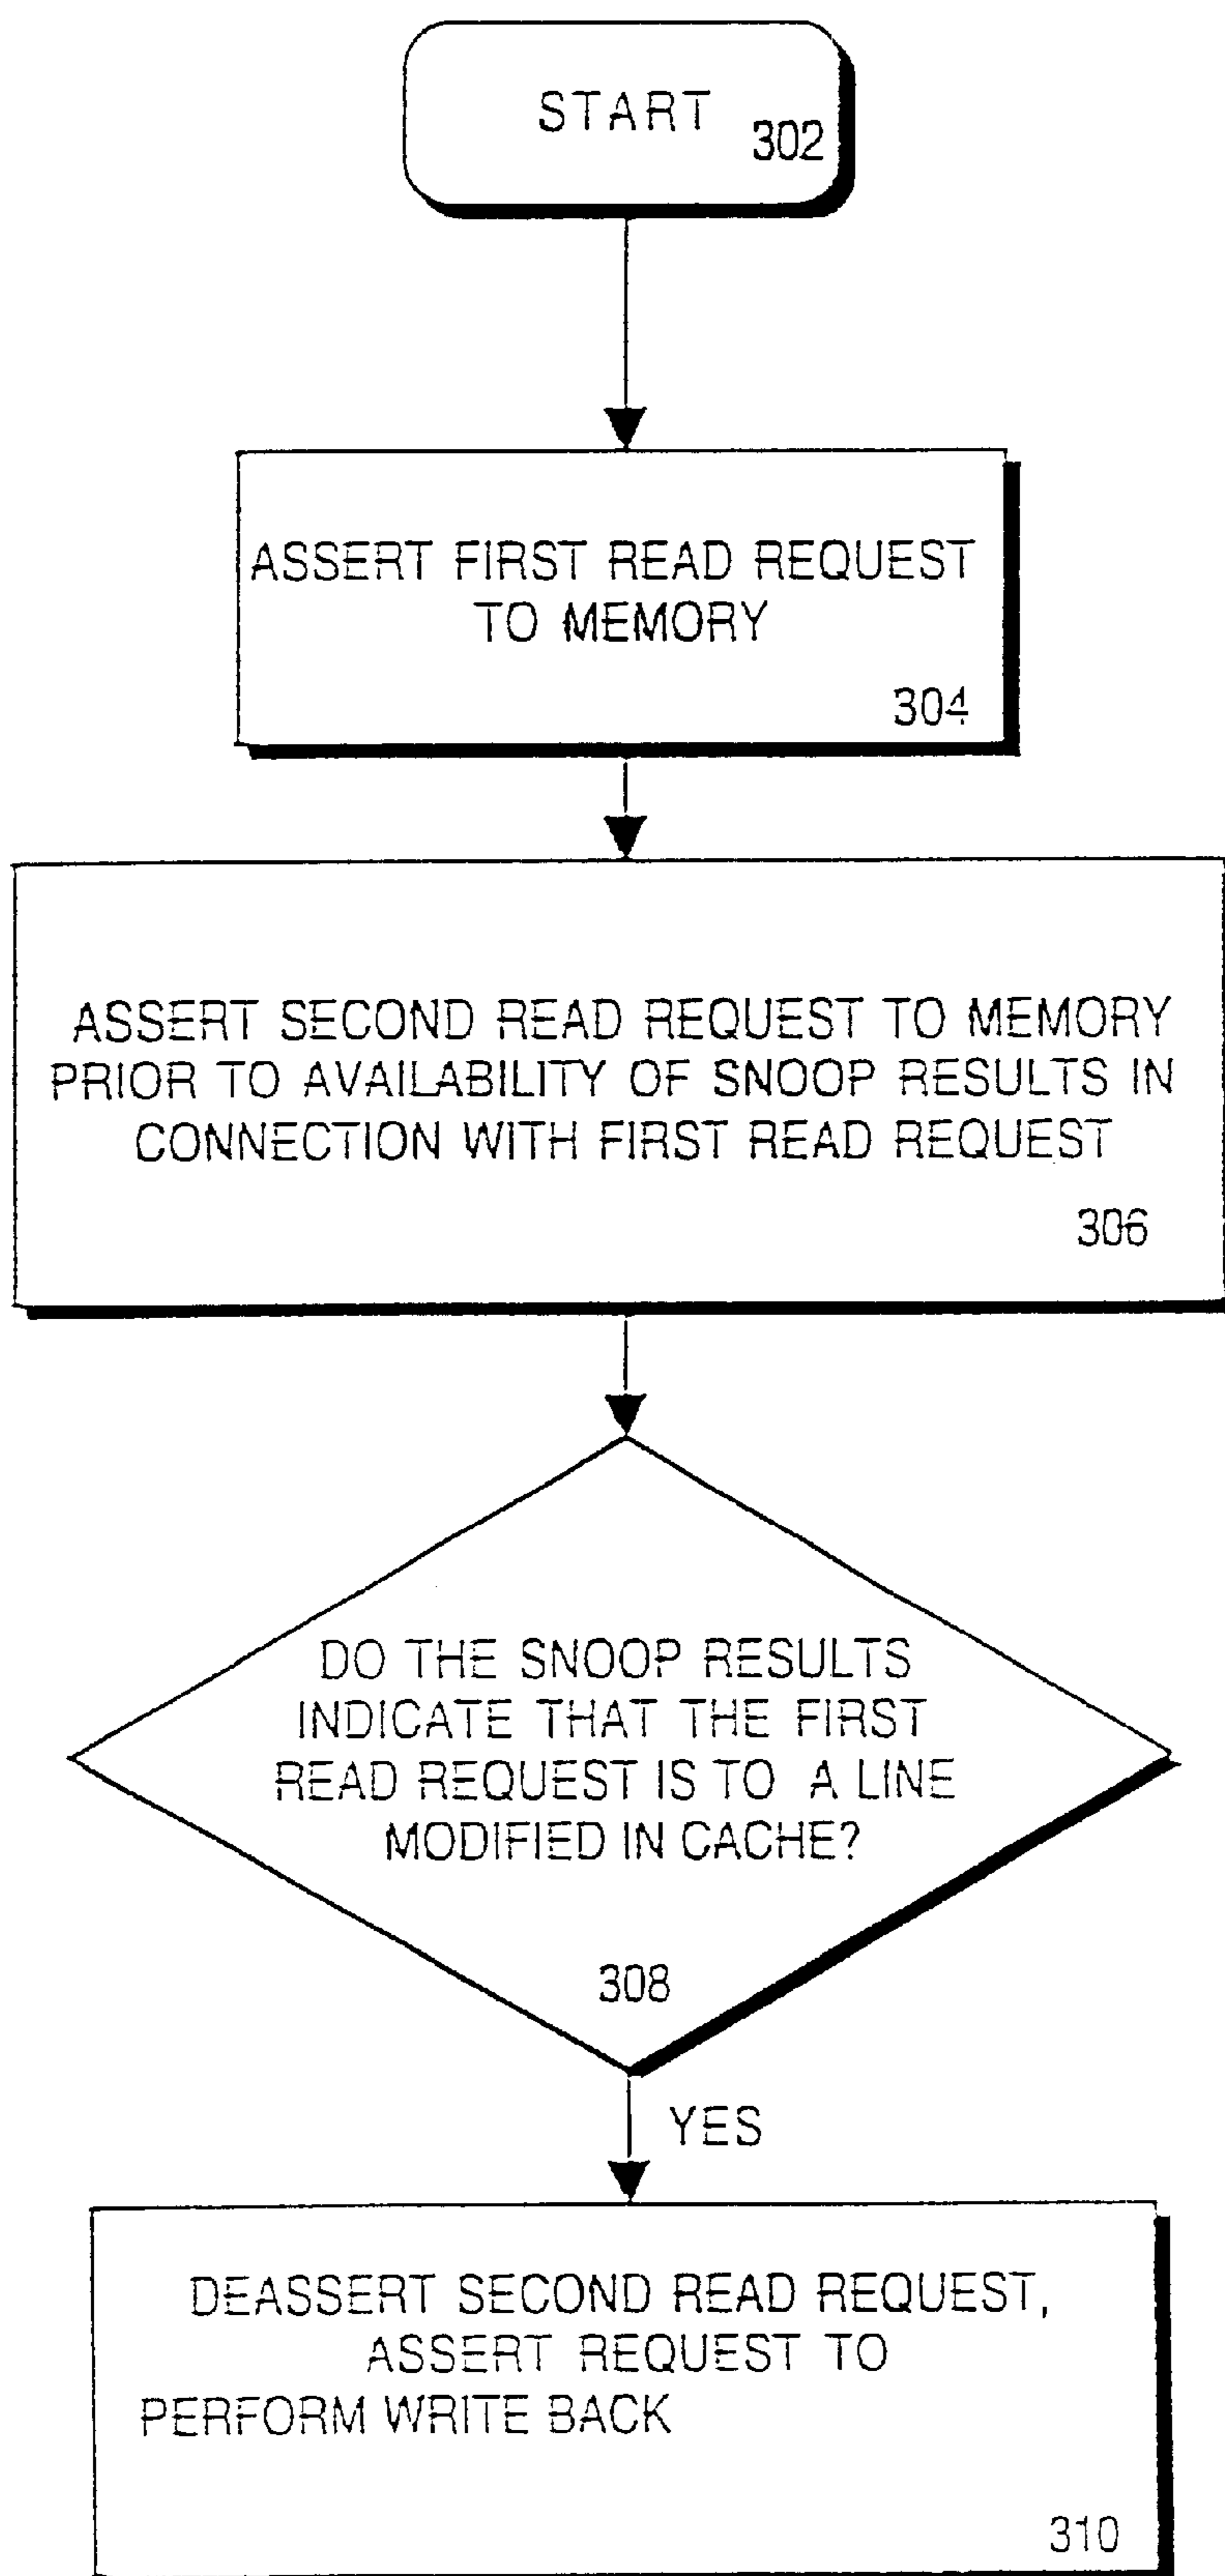 START
302
ASSERT FIRST READ REQUEST
TO MEMORY
304
ASSERT SECOND READ REQUEST TO MEMORY
PRIOR TO AVAILABILITY OF SNOOP RESULTS IN
CONNECTION WITH FIRST READ REQUEST
306
DO THE SNOOP RESULTS
INDICATE THAT THE FIRST
READ REQUEST IS TO A LINE
MODIFIED IN CACHE?
308
YES
DEASSERT SECOND READ REQUEST,
ASSERT REQUEST TO
PERFORM WRITE BACK
310